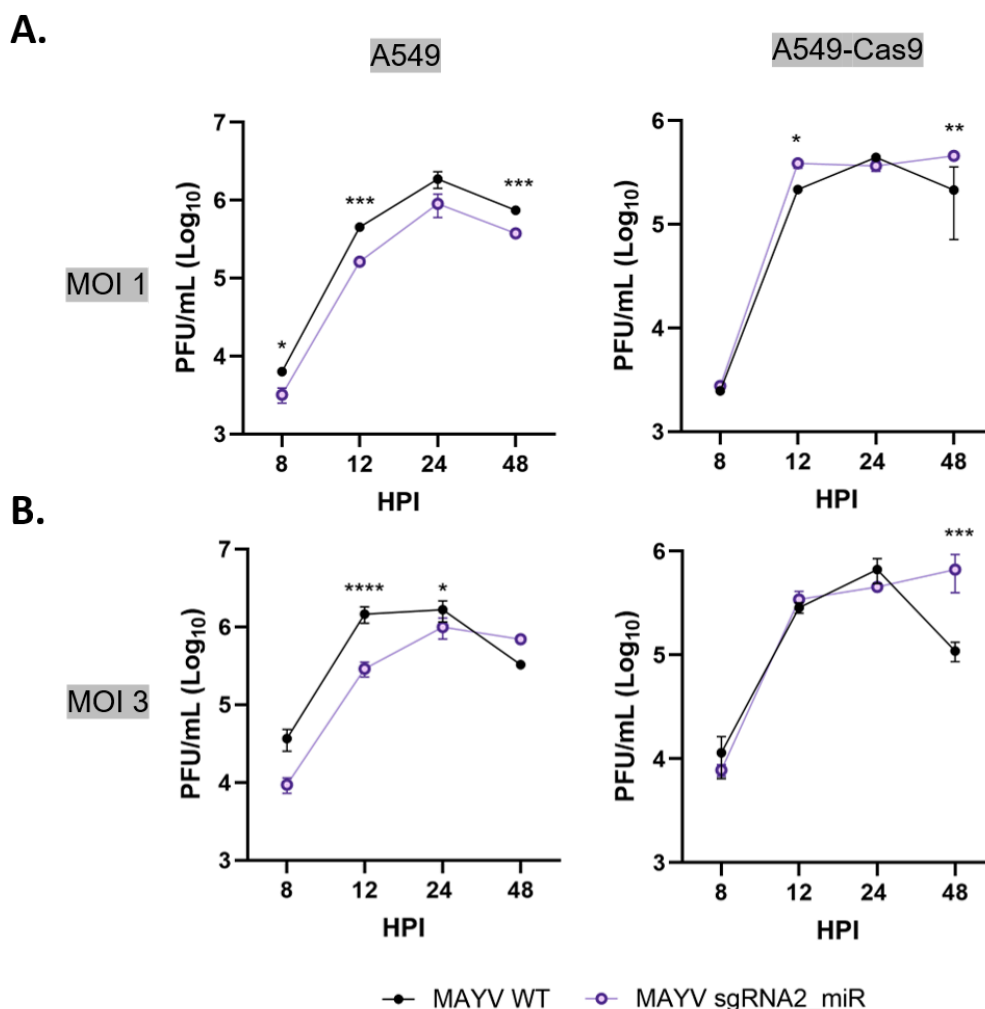 A.
A549
A549-Cas9
MOI 1
PFU/mL (Log10)
7
6
5
4
3
*
***
***
8 12 24 48
HPI
PFU/mL (Log10)
6
5
4
3
*
**
8 12 24 48
HPI
B.
MOI 3
PFU/mL (Log10)
7
6
5
4
3
****
*
8 12 24 48
HPI
PFU/mL (Log10)
6
5
4
3
***
8 12 24 48
HPI
MAYV WT MAYV sgRNA2_miR